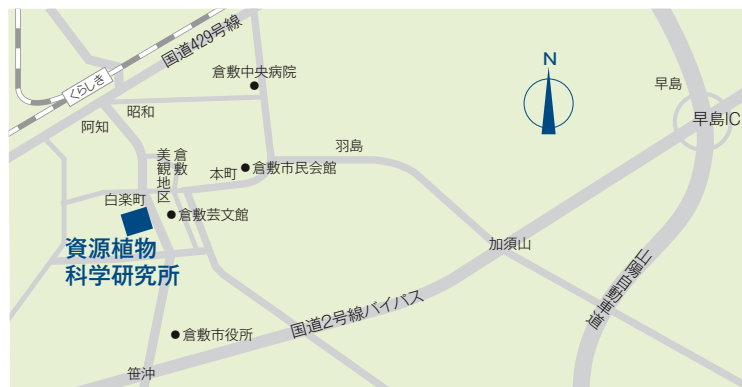 国道429号線
倉敷中央病院
N
早島
早島IC
くらしき
昭和
阿知
羽島
倉敷
美観地区
本町
倉敷市民会館
白楽町
倉敷芸文館
資源植物
科学研究所
加須山
山陽自動車道
国道2号線バイパス
倉敷市役所
笹沖